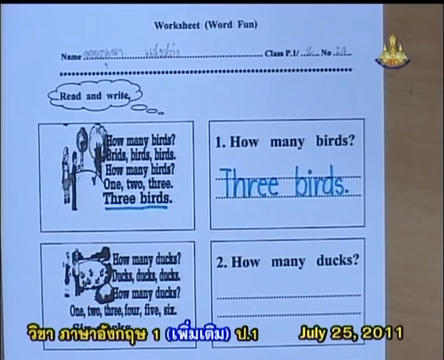 Worksheet (Word Fun)
Name Class P.1/ No
Read and write.
How many birds?
Brids, birds, birds.
How many birds?
One, two, three.
Three birds.
1. How many birds?
Three birds.
How many ducks?
Ducks, ducks, ducks.
How many ducks?
One, two, three, four, five, six.
2. How many ducks?
วิชา ภาษาอังกฤษ 1 (เพิ่มเติม) ป.1 July 25, 2011